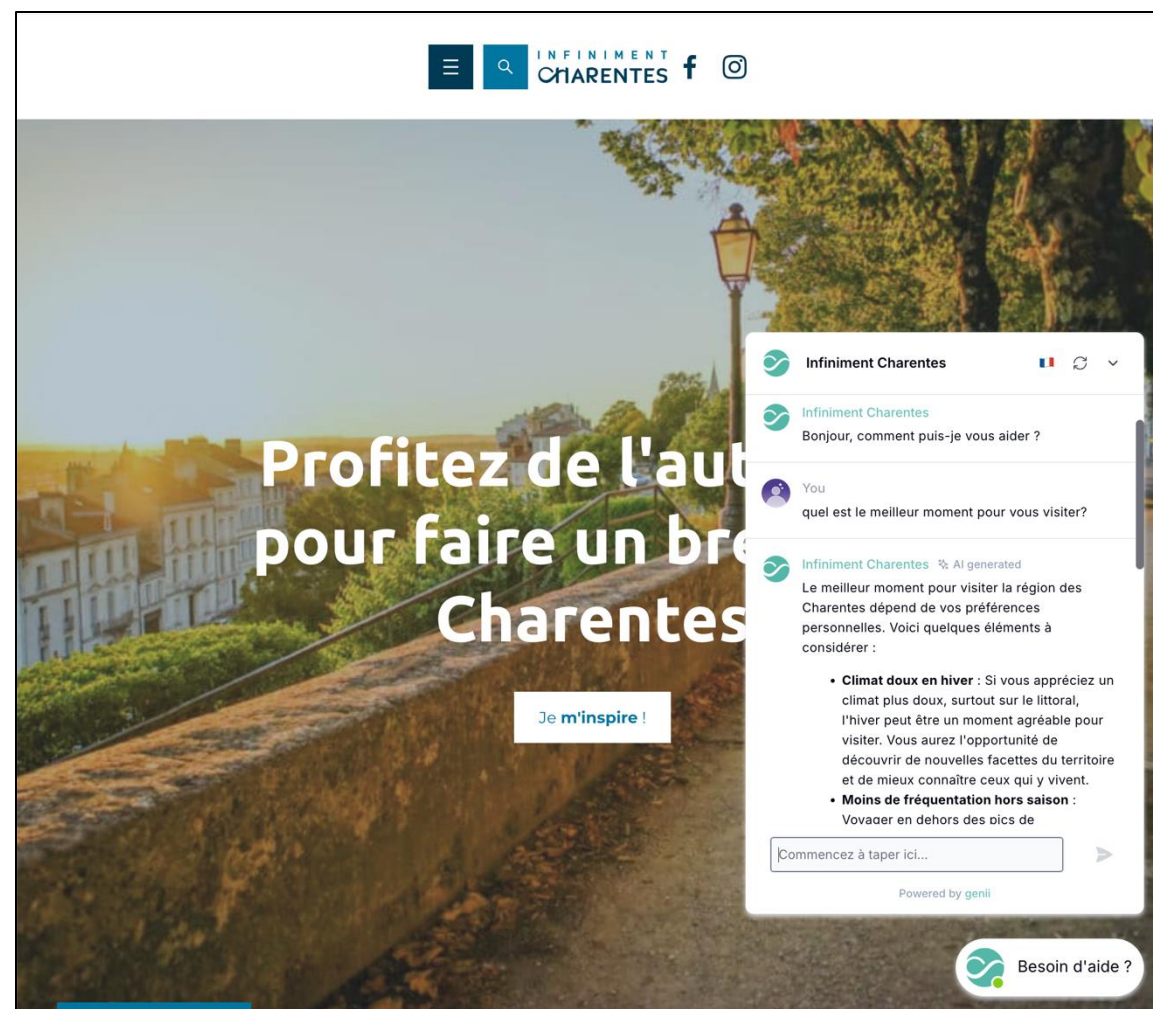 INFINIMENT
CHARENTES
Profitez de l'aut
pour faire un bre
Charentes
Je m'inspire !
Infiniment Charentes
Infiniment Charentes
Bonjour, comment puis-je vous aider ?
You
quel est le meilleur moment pour vous visiter?
Infiniment Charentes AI generated
Le meilleur moment pour visiter la région des
Charentes dépend de vos préférences
personnelles. Voici quelques éléments à
considérer :
• Climat doux en hiver : Si vous appréciez un
climat plus doux, surtout sur le littoral,
l'hiver peut être un moment agréable pour
visiter. Vous aurez l'opportunité de
découvrir de nouvelles facettes du territoire
et de mieux connaître ceux qui y vivent.
• Moins de fréquentation hors saison :
Voyager en dehors des pics de
Commencez à taper ici...
Powered by genii
Besoin d'aide ?